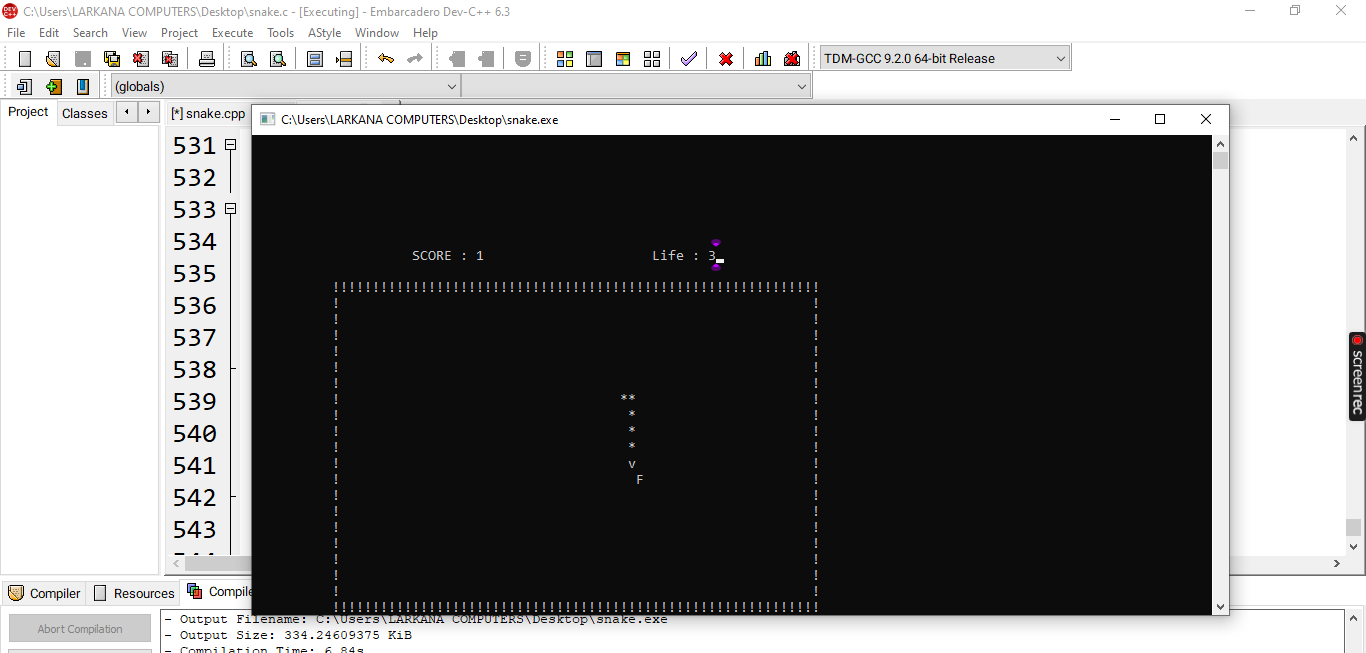 C:\Users\LARKANA COMPUTERS\Desktop\snake.c - [Executing] - Embarcadero Dev-C++ 6.3
File Edit Search View Project Execute Tools AStyle Window Help
TDM-GCC 9.2.0 64-bit Release
(globals)
Project Classes [*] snake.cpp
C:\Users\LARKANA COMPUTERS\Desktop\snake.exe
531
532
533
534
535
536
537
538
539
540
541
542
543
SCORE : 1 Life : 3
!!!!!!!!!!!!!!!!!!!!!!!!!!!!!!!!!!!!!!!!!!!!!!!!!!!!!!!!!!!!!
! !
! !
! !
! !
! !
! !
! ** !
! * !
! * !
! * !
! v !
! F !
! !
! !
! !
! !
! !
! !
! !
!!!!!!!!!!!!!!!!!!!!!!!!!!!!!!!!!!!!!!!!!!!!!!!!!!!!!!!!!!!!!
screenrec
Compiler Resources Compile
Abort Compilation
- Output Filename: C:\Users\LARKANA COMPUTERS\Desktop\snake.exe
- Output Size: 334.24609375 KiB
- Compilation Time: 6.84s